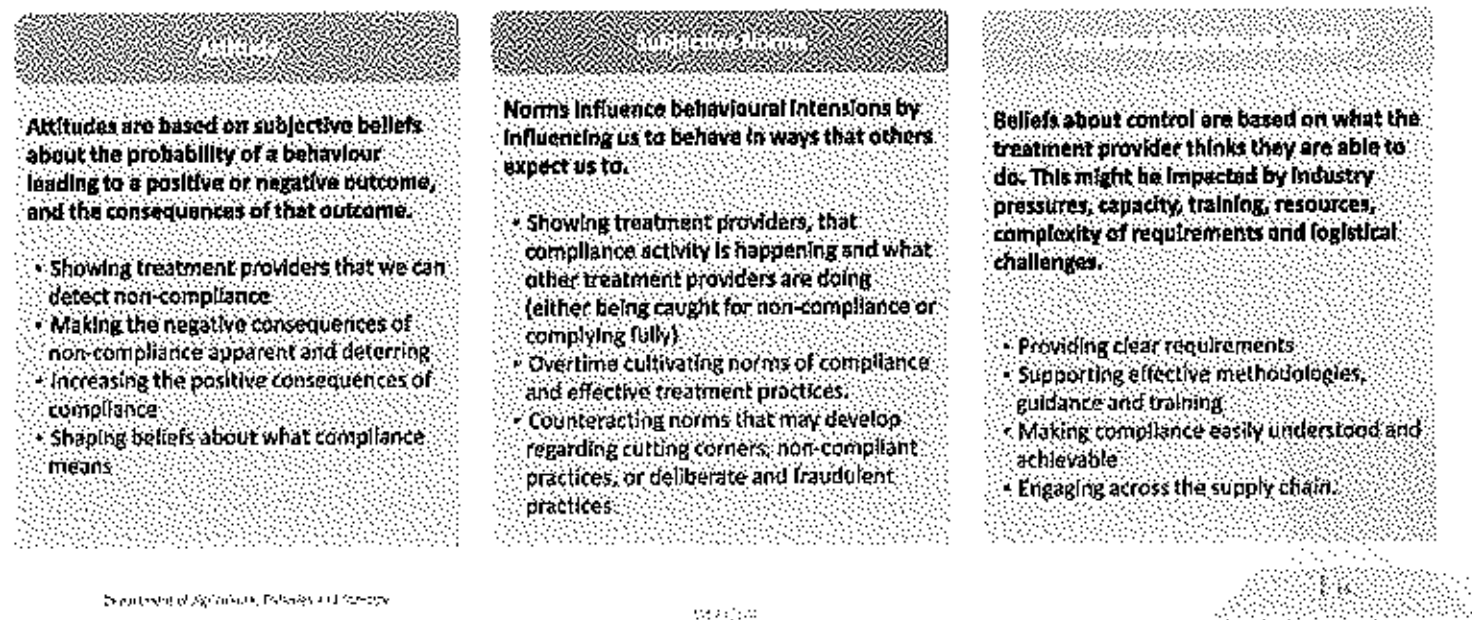 Attitude
Attitudes are based on subjective beliefs
about the probability of a behaviour
leading to a positive or negative outcome,
and the consequences of that outcome.
• Showing treatment providers that we can
detect non-compliance
• Making the negative consequences of
non-compliance apparent and deterring
• Increasing the positive consequences of
compliance
• Shaping beliefs about what compliance
means
Subjective Norms
Norms influence behavioural intensions by
influencing us to behave in ways that others
expect us to.
• Showing treatment providers, that
compliance activity is happening and what
other treatment providers are doing
(either being caught for non-compliance or
complying fully)
• Overtime cultivating norms of compliance
and effective treatment practices.
• Counteracting norms that may develop
regarding cutting corners, non-compliant
practices, or deliberate and fraudulent
practices.
Beliefs about control are based on what the
treatment provider thinks they are able to
do. This might be impacted by industry
pressures, capacity, training, resources,
complexity of requirements and logistical
challenges.
• Providing clear requirements
• Supporting effective methodologies,
guidance and training
• Making compliance easily understood and
achievable
• Engaging across the supply chain.
Department of Agriculture, Fisheries and Forestry